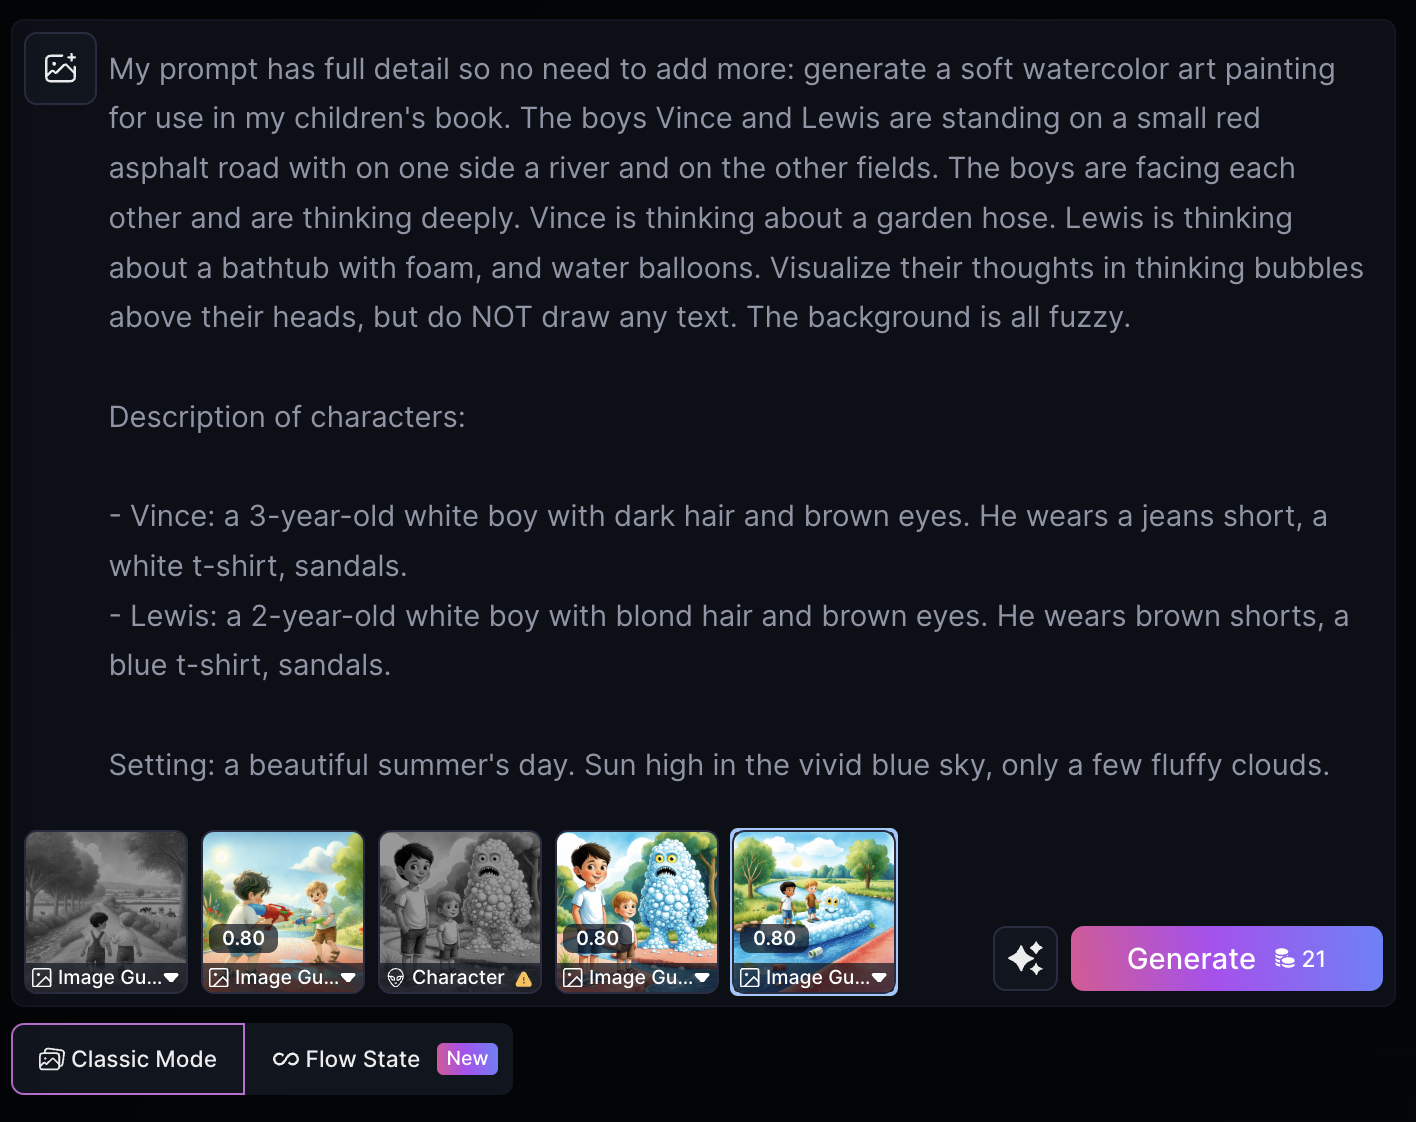 My prompt has full detail so no need to add more: generate a soft watercolor art painting
for use in my children's book. The boys Vince and Lewis are standing on a small red
asphalt road with on one side a river and on the other fields. The boys are facing each
other and are thinking deeply. Vince is thinking about a garden hose. Lewis is thinking
about a bathtub with foam, and water balloons. Visualize their thoughts in thinking bubbles
above their heads, but do NOT draw any text. The background is all fuzzy.
Description of characters:
- Vince: a 3-year-old white boy with dark hair and brown eyes. He wears a jeans short, a
white t-shirt, sandals.
- Lewis: a 2-year-old white boy with blond hair and brown eyes. He wears brown shorts, a
blue t-shirt, sandals.
Setting: a beautiful summer's day. Sun high in the vivid blue sky, only a few fluffy clouds.
0.80 0.80 0.80
Image Gu... Image Gu... Character Image Gu... Image Gu...
Generate 21
Classic Mode Flow State New